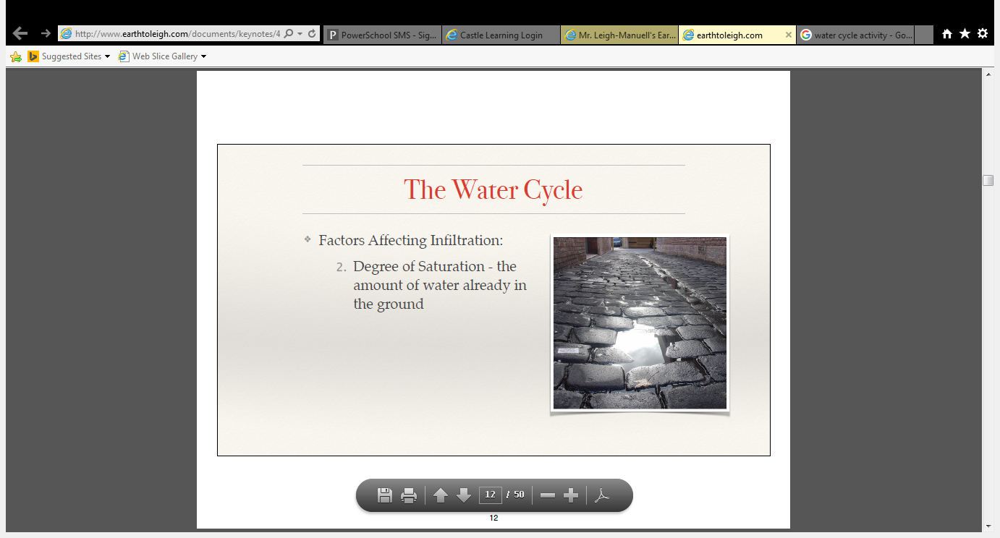 http://www.earthtoleigh.com/documents/keynotes/4
PowerSchool SMS - Sig...
Castle Learning Login
Mr. Leigh-Manuell's Ear...
earthtoleigh.com
water cycle activity - Go...
Suggested Sites
Web Slice Gallery
The Water Cycle
Factors Affecting Infiltration:
2. Degree of Saturation - the
amount of water already in
the ground
12 / 50
12